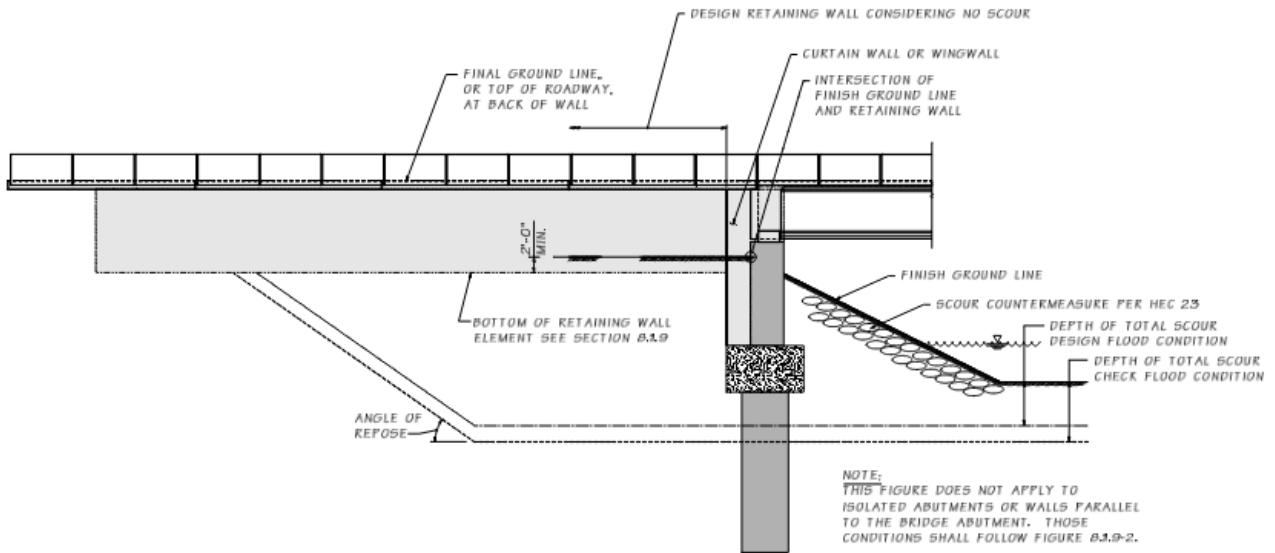 DESIGN RETAINING WALL CONSIDERING NO SCOUR
CURTAIN WALL OR WINGWALL
FINAL GROUND LINE,
OR TOP OF ROADWAY,
AT BACK OF WALL
INTERSECTION OF
FINISH GROUND LINE
AND RETAINING WALL
2'-0"
MIN.
FINISH GROUND LINE
SCOUR COUNTERMEASURE PER HEC 23
DEPTH OF TOTAL SCOUR
DESIGN FLOOD CONDITION
BOTTOM OF RETAINING WALL
ELEMENT SEE SECTION 8.1.9
DEPTH OF TOTAL SCOUR
CHECK FLOOD CONDITION
ANGLE OF
REPOSE
NOTE:
THIS FIGURE DOES NOT APPLY TO
ISOLATED ABUTMENTS OR WALLS PARALLEL
TO THE BRIDGE ABUTMENT. THOSE
CONDITIONS SHALL FOLLOW FIGURE 8.1.9-2.